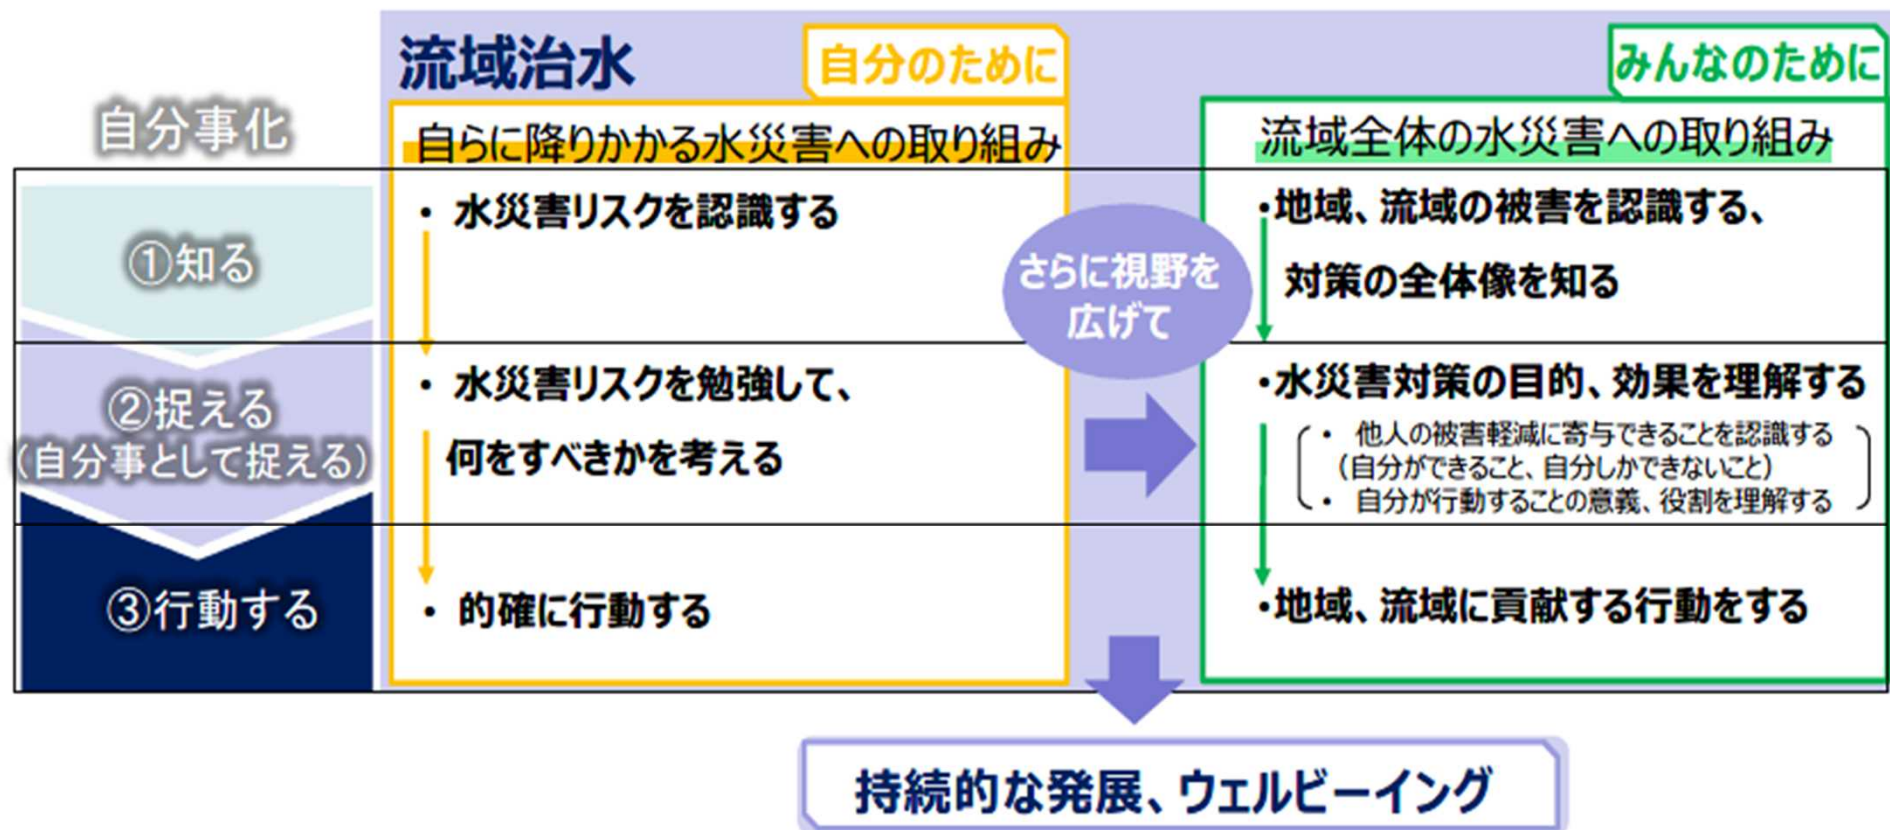 流域治水
自分のために
みんなのために
自分事化
自らに降りかかる水災害への取り組み
流域全体の水災害への取り組み
①知る
・ 水災害リスクを認識する
さらに視野を
広げて
・地域、流域の被害を認識する、
対策の全体像を知る
②捉える
(自分事として捉える)
・ 水災害リスクを勉強して、
何をすべきかを考える
・水災害対策の目的、効果を理解する
・ 他人の被害軽減に寄与できることを認識する
(自分ができること、自分しかできないこと)
・ 自分が行動することの意義、役割を理解する
③行動する
・ 的確に行動する
・地域、流域に貢献する行動をする
持続的な発展、ウェルビーイング